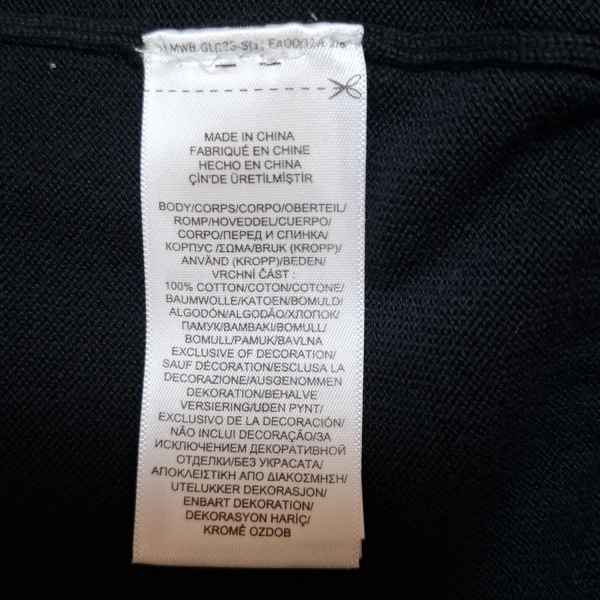 MADE IN CHINA
FABRIQUÉ EN CHINE
HECHO EN CHINA
ÇİN'DE ÜRETİLMİŞTİR
BODY/CORPS/CORPO/OBERTEIL/
ROMP/HOVEDDEL/CUERPO/
CORPO/ПЕРЕД И СПИНКА/
КОРПУС /ΣΩΜΑ/BRUK (KROPP)/
ANVÄND (KROPP)/BEDEN/
VRCHNÍ ČÁST :
100% COTTON/COTON/COTONE/
BAUMWOLLE/KATOEN/BOMULD/
ALGODÓN/ALGODÃO/ХЛОПОК/
ПАМУК/ΒΑΜΒΑΚΙ/BOMULL/
BOMULL/PAMUK/BAVLNA
EXCLUSIVE OF DECORATION/
SAUF DÉCORATION/ESCLUSA LA
DECORAZIONE/AUSGENOMMEN
DEKORATION/BEHALVE
VERSIERING/UDEN PYNT/
EXCLUSIVO DE LA DECORACIÓN/
NÃO INCLUI DECORAÇÃO/ЗА
ИСКЛЮЧЕНИЕМ ДЕКОРАТИВНОЙ
ОТДЕЛКИ/БЕЗ УКРАСАТА/
ΑΠΟΚΛΕΙΣΤΙΚΗ ΑΠΟ ΔΙΑΚΟΣΜΗΣΗ/
UTELUKKER DEKORASJON/
ENBART DEKORATION/
DEKORASYON HARİÇ/
KROMĚ OZDOB